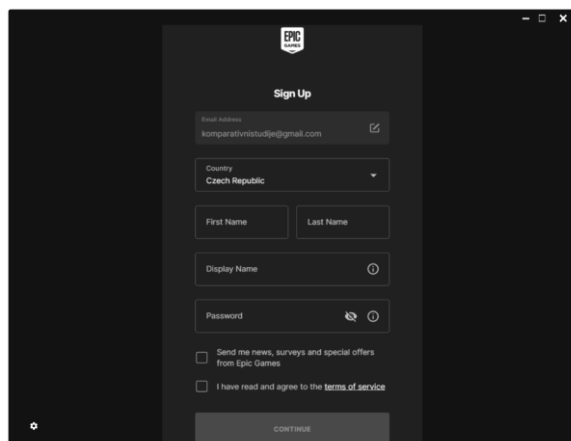 EPIC
GAMES
Sign Up
Email Address
komparativnistudije@gmail.com
Country
Czech Republic
First Name
Last Name
Display Name
Password
Send me news, surveys and special offers
from Epic Games
I have read and agree to the terms of service
CONTINUE